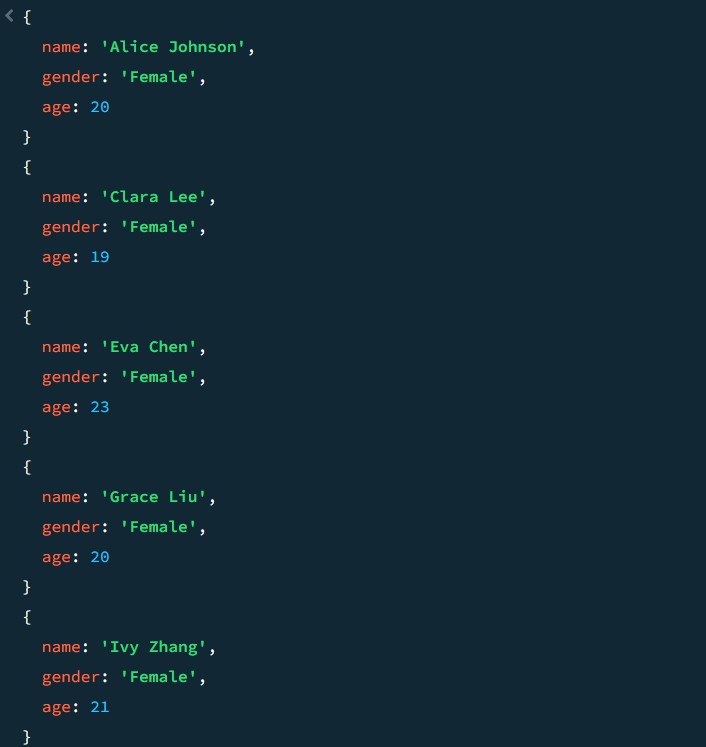 {
name: 'Alice Johnson',
gender: 'Female',
age: 20
}
{
name: 'Clara Lee',
gender: 'Female',
age: 19
}
{
name: 'Eva Chen',
gender: 'Female',
age: 23
}
{
name: 'Grace Liu',
gender: 'Female',
age: 20
}
{
name: 'Ivy Zhang',
gender: 'Female',
age: 21
}